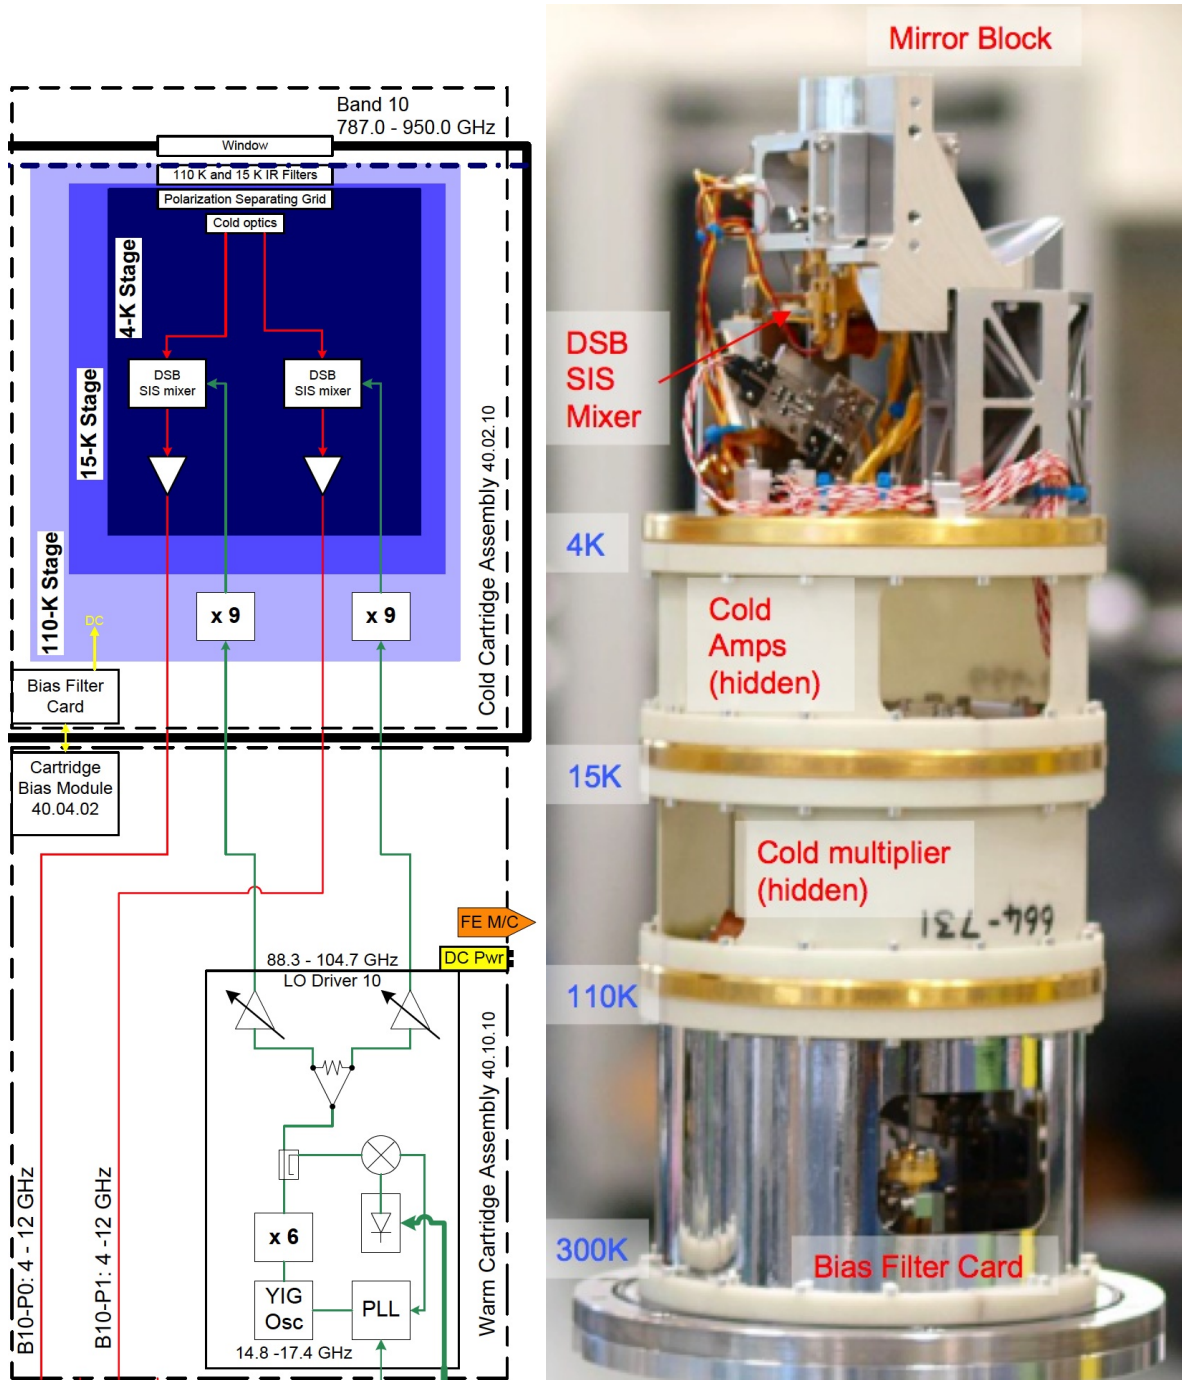 Band 10
787.0 - 950.0 GHz
Window
110 K and 15 K IR Filters
Polarization Separating Grid
Cold optics
4-K Stage
15-K Stage
110-K Stage
DSB
SIS mixer
DSB
SIS mixer
x 9
x 9
DC
Bias Filter
Card
Cold Cartridge Assembly 40.02.10
Cartridge
Bias Module
40.04.02
FE M/C
DC Pwr
88.3 - 104.7 GHz
LO Driver 10
x 6
YIG
Osc
PLL
14.8 -17.4 GHz
B10-P0: 4 - 12 GHz
B10-P1: 4 -12 GHz
Warm Cartridge Assembly 40.10.10
Mirror Block
DSB
SIS
Mixer
4K
Cold
Amps
(hidden)
15K
Cold multiplier
(hidden)
664-731
110K
300K
Bias Filter Card